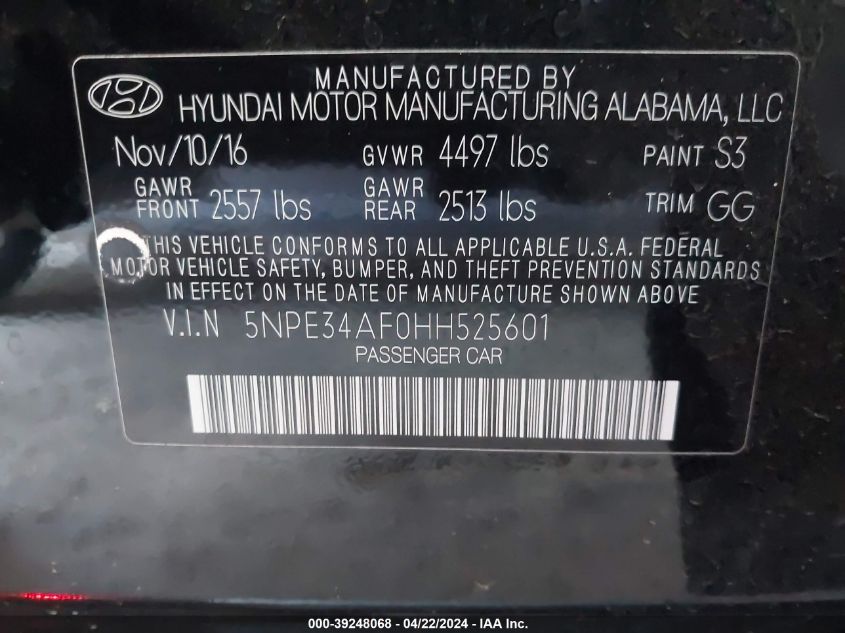 MANUFACTURED BY
HYUNDAI MOTOR MANUFACTURING ALABAMA, LLC
Nov/10/16 GVWR 4497 lbs PAINT S3
GAWR FRONT 2557 lbs GAWR REAR 2513 lbs TRIM GG
THIS VEHICLE CONFORMS TO ALL APPLICABLE U.S.A. FEDERAL
MOTOR VEHICLE SAFETY, BUMPER, AND THEFT PREVENTION STANDARDS
IN EFFECT ON THE DATE OF MANUFACTURE SHOWN ABOVE
V.I.N 5NPE34AF0HH525601
PASSENGER CAR
000-39248068 - 04/22/2024 - IAA Inc.